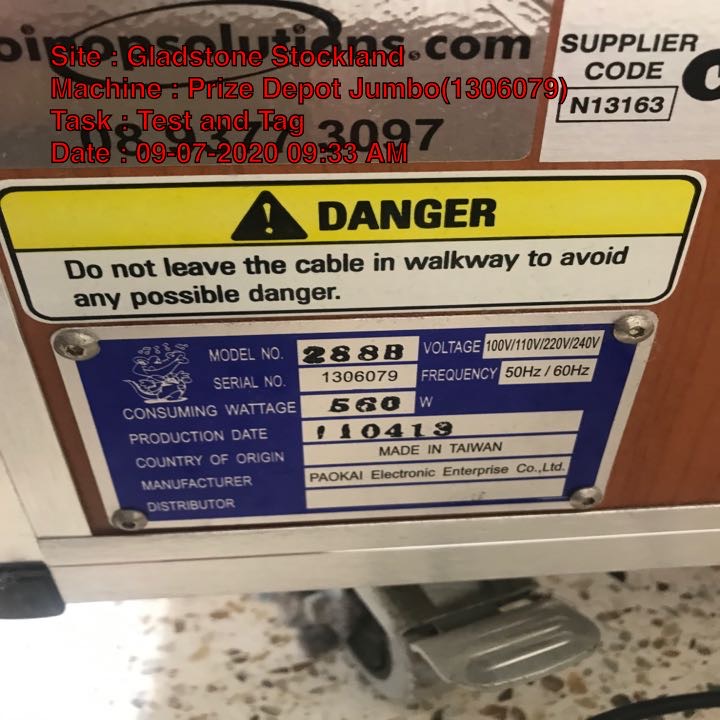 oinopsolutions.com
SUPPLIER
CODE
N13163
08 9377 3097
Site : Gladstone Stockland
Machine : Prize Depot Jumbo(1306079)
Task : Test and Tag
Date : 09-07-2020 09:33 AM
DANGER
Do not leave the cable in walkway to avoid
any possible danger.
MODEL NO. 288B VOLTAGE 100V/110V/220V/240V
SERIAL NO. 1306079 FREQUENCY 50Hz / 60Hz
CONSUMING WATTAGE 560 W
PRODUCTION DATE 110413
COUNTRY OF ORIGIN MADE IN TAIWAN
MANUFACTURER PAOKAI Electronic Enterprise Co.,Ltd.
DISTRIBUTOR